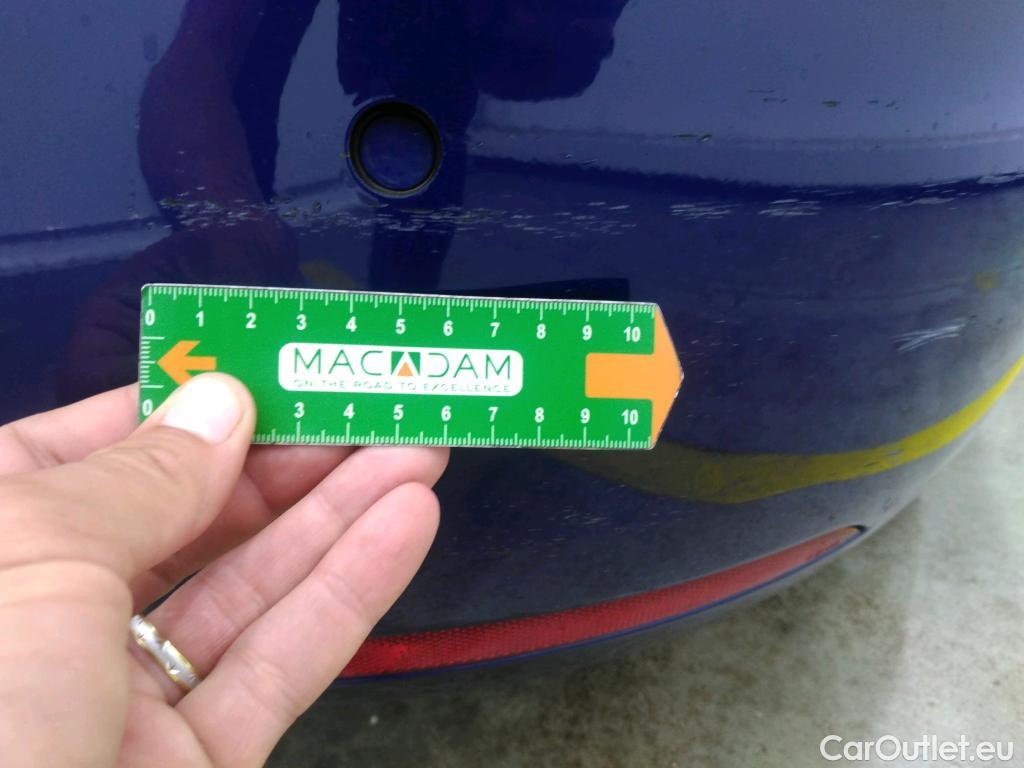 0 1 2 3 4 5 6 7 8 9 10
MACADAM
ON THE ROAD TO EXCELLENCE
0 3 4 5 6 7 8 9 10
CarOutlet.eu